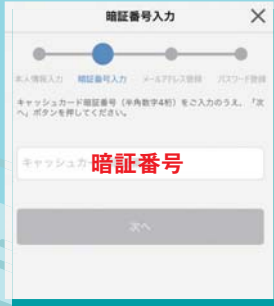 暗証番号入力
本人情報入力 暗証番号入力 メールアドレス登録 パスワード登録
キャッシュカード暗証番号（半角数字4桁）をご入力のうえ、「次
へ」ボタンを押してください。
キャッシュカー 暗証番号
次へ